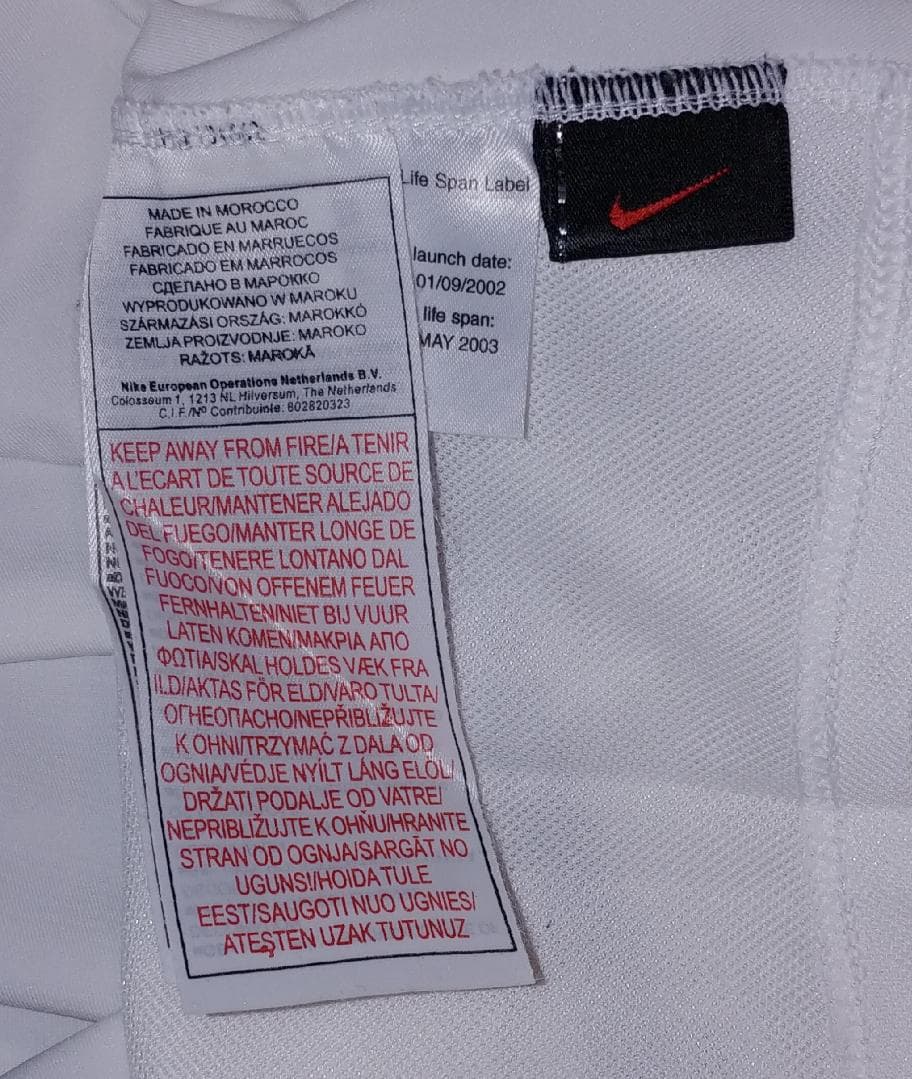 MADE IN MOROCCO
FABRIQUE AU MAROC
FABRICADO EN MARRUECOS
FABRICADO EM MARROCOS
СДЕЛАНО В МАРОККО
WYPRODUKOWANO W MAROKU
SZÁRMAZÁSI ORSZÁG: MAROKKÓ
ZEMLJA PROIZVODNJE: MAROKO
RAŽOTS: MAROKĀ
Nike European Operations Netherlands B.V.
Colosseum 1, 1213 NL Hilversum, The Netherlands
C.I.F./Nº Contribuinte: 802820323
KEEP AWAY FROM FIRE/A TENIR
A L'ECART DE TOUTE SOURCE DE
CHALEUR/MANTENER ALEJADO
DEL FUEGO/MANTER LONGE DE
FOGO/TENERE LONTANO DAL
FUOCO/VON OFFENEM FEUER
FERNHALTEN/NIET BIJ VUUR
LATEN KOMEN/ΜΑΚΡΙΑ ΑΠΟ
ΦΩΤΙΑ/SKAL HOLDES VÆK FRA
ILD/AKTAS FÖR ELD/VARO TULTA/
ОГНЕОПАСНО/NEPŘIBLIŽUJTE
K OHNI/TRZYMAĆ Z DALA OD
OGNIA/VÉDJE NYÍLT LÁNG ELŐL/
DRŽATI PODALJE OD VATRE/
NEPRIBLIŽUJTE K OHŇU/HRANITE
STRAN OD OGNJA/SARGĀT NO
UGUNS!/HOIDA TULE
EEST/SAUGOTI NUO UGNIES/
ATEŞTEN UZAK TUTUNUZ
Life Span Label
launch date:
01/09/2002
life span:
MAY 2003